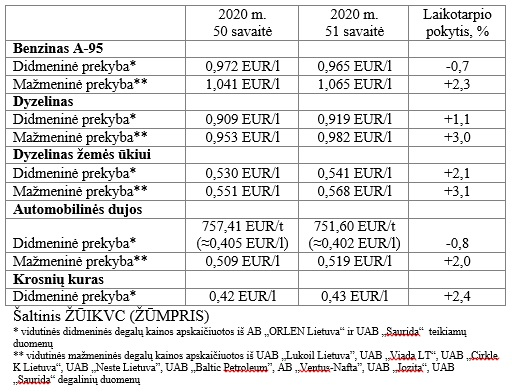 2020 m. 50 savaitė 2020 m. 51 savaitė Laikotarpio pokytis, %
Benzinas A-95
Didmeninė prekyba* 0,972 EUR/l 0,965 EUR/l -0,7
Mažmeninė prekyba** 1,041 EUR/l 1,065 EUR/l +2,3
Dyzelinas
Didmeninė prekyba* 0,909 EUR/l 0,919 EUR/l +1,1
Mažmeninė prekyba** 0,953 EUR/l 0,982 EUR/l +3,0
Dyzelinas žemės ūkiui
Didmeninė prekyba* 0,530 EUR/l 0,541 EUR/l +2,1
Mažmeninė prekyba** 0,551 EUR/l 0,568 EUR/l +3,1
Automobilinės dujos
Didmeninė prekyba* 757,41 EUR/t (≈0,405 EUR/l) 751,60 EUR/t (≈0,402 EUR/l) -0,8
Mažmeninė prekyba** 0,509 EUR/l 0,519 EUR/l +2,0
Krosnių kuras
Didmeninė prekyba* 0,42 EUR/l 0,43 EUR/l +2,4
Šaltinis ŽŪIKVC (ŽŪMPRIS)
* vidutinės didmeninės degalų kainos apskaičiuotos iš AB „ORLEN Lietuva“ ir UAB „Saurida“ teikiamų
duomenų
** vidutinės mažmeninės degalų kainos apskaičiuotos iš UAB „Lukoil Lietuva”, UAB „Viada LT“, UAB „Cirkle
K Lietuva“, UAB „Neste Lietuva”, UAB „Baltic Petroleum”, AB „Ventus-Nafta”, UAB „Jozita“, UAB
„Saurida“ degalinių duomenų